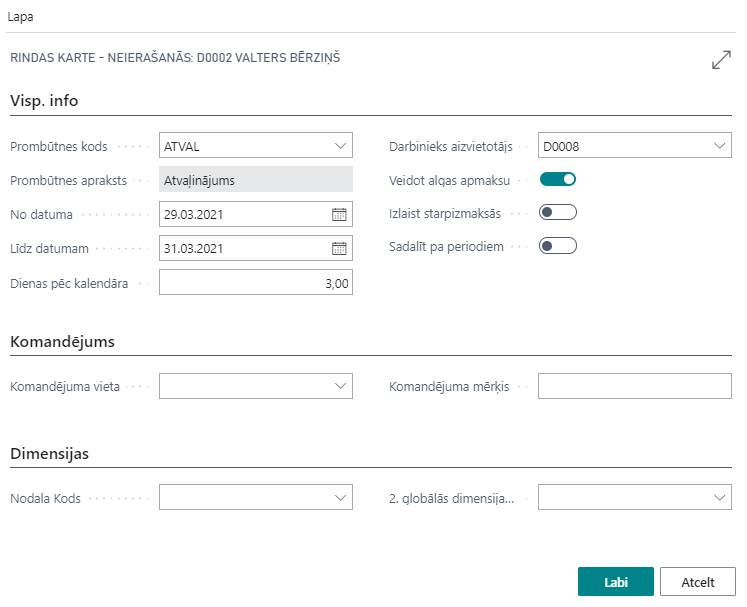 Lapa
RINDAS KARTE - NEIERAŠANĀS: D0002 VALTERS BĒRZIŅŠ
Visp. info
Prombūtnes kods ATVAL
Prombūtnes apraksts Atvaļinājums
No datuma 29.03.2021
Līdz datumam 31.03.2021
Dienas pēc kalendāra 3,00
Darbinieks aizvietotājs D0008
Veidot algas apmaksu
Izlaist starpizmaksās
Sadalīt pa periodiem
Komandējums
Komandējuma vieta
Komandējuma mērķis
Dimensijas
Nodala Kods
2. globālās dimensija...
Labi
Atcelt